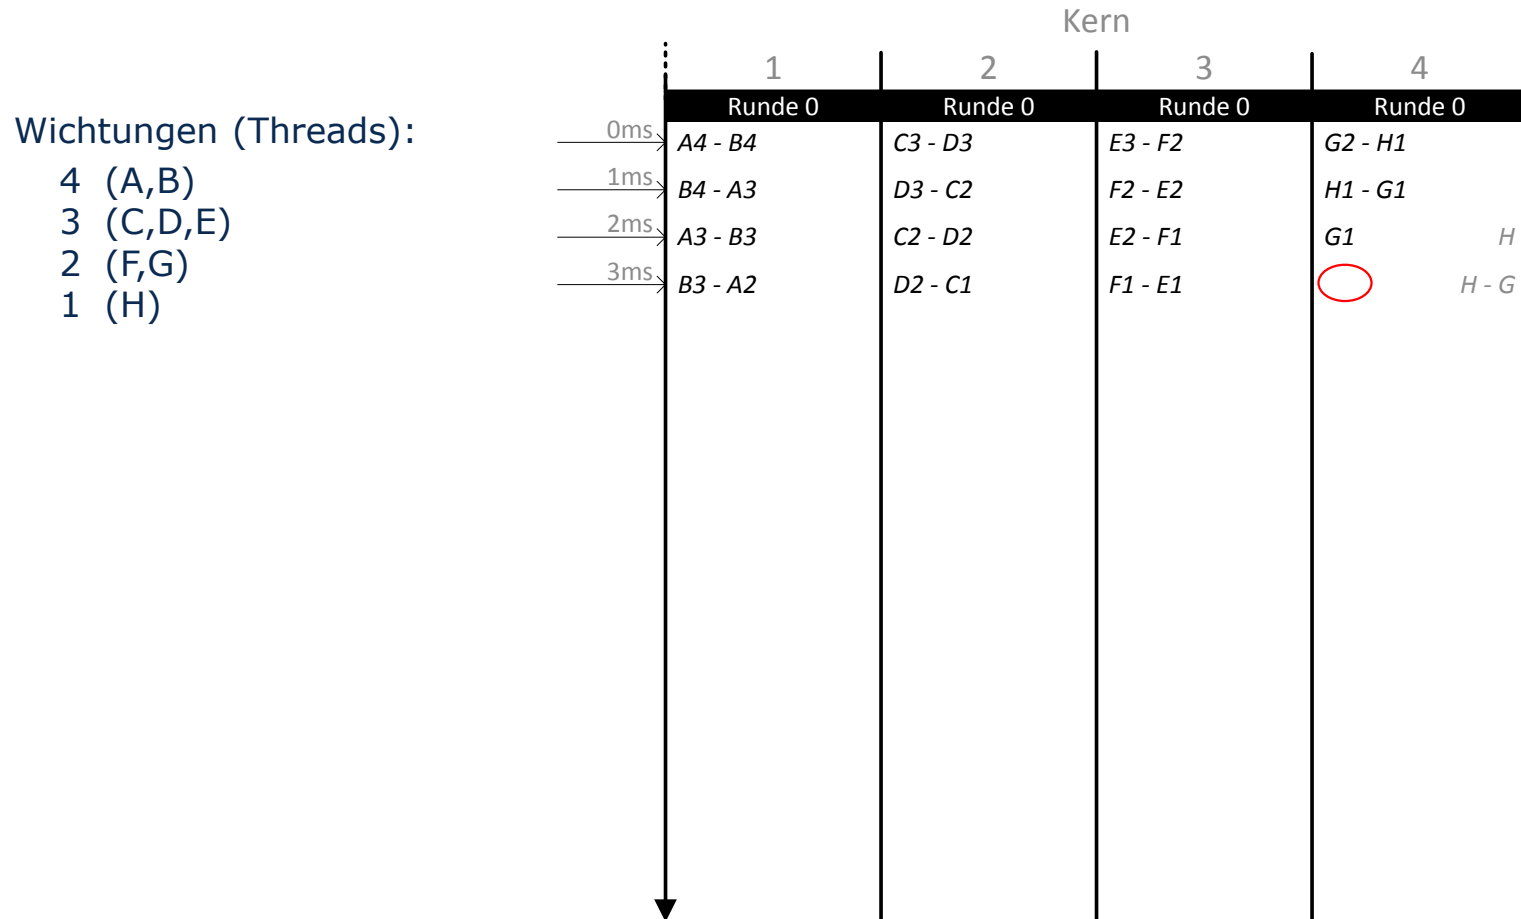 Kern
1 2 3 4
Runde 0 Runde 0 Runde 0 Runde 0
Wichtungen (Threads):
4 (A,B)
3 (C,D,E)
2 (F,G)
1 (H)
0ms A4 - B4 C3 - D3 E3 - F2 G2 - H1
1ms B4 - A3 D3 - C2 F2 - E2 H1 - G1
2ms A3 - B3 C2 - D2 E2 - F1 G1 H
3ms B3 - A2 D2 - C1 F1 - E1 H - G